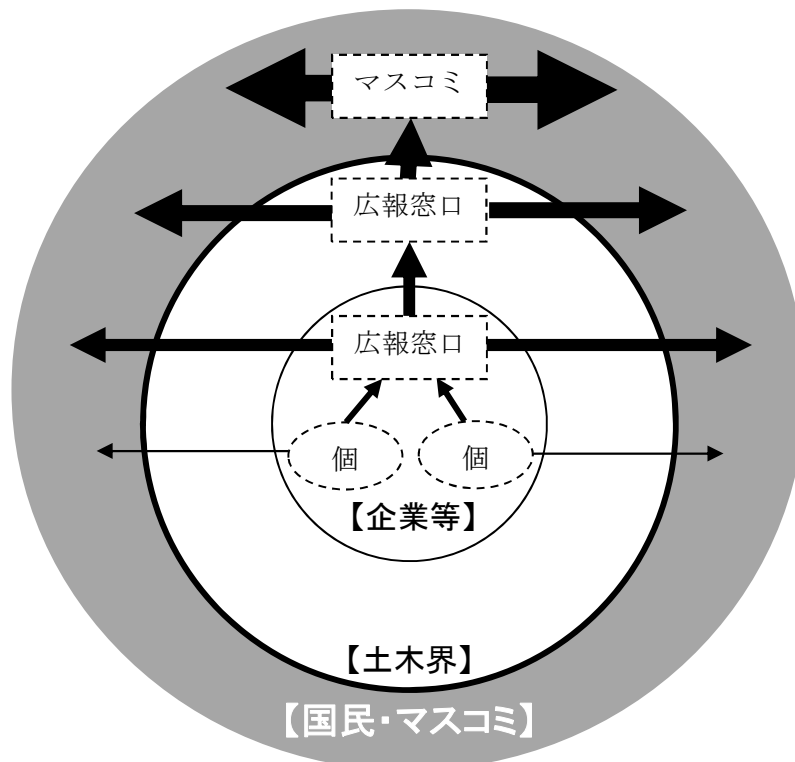 マスコミ
広報窓口
広報窓口
個
個
【企業等】
【土木界】
【国民・マスコミ】